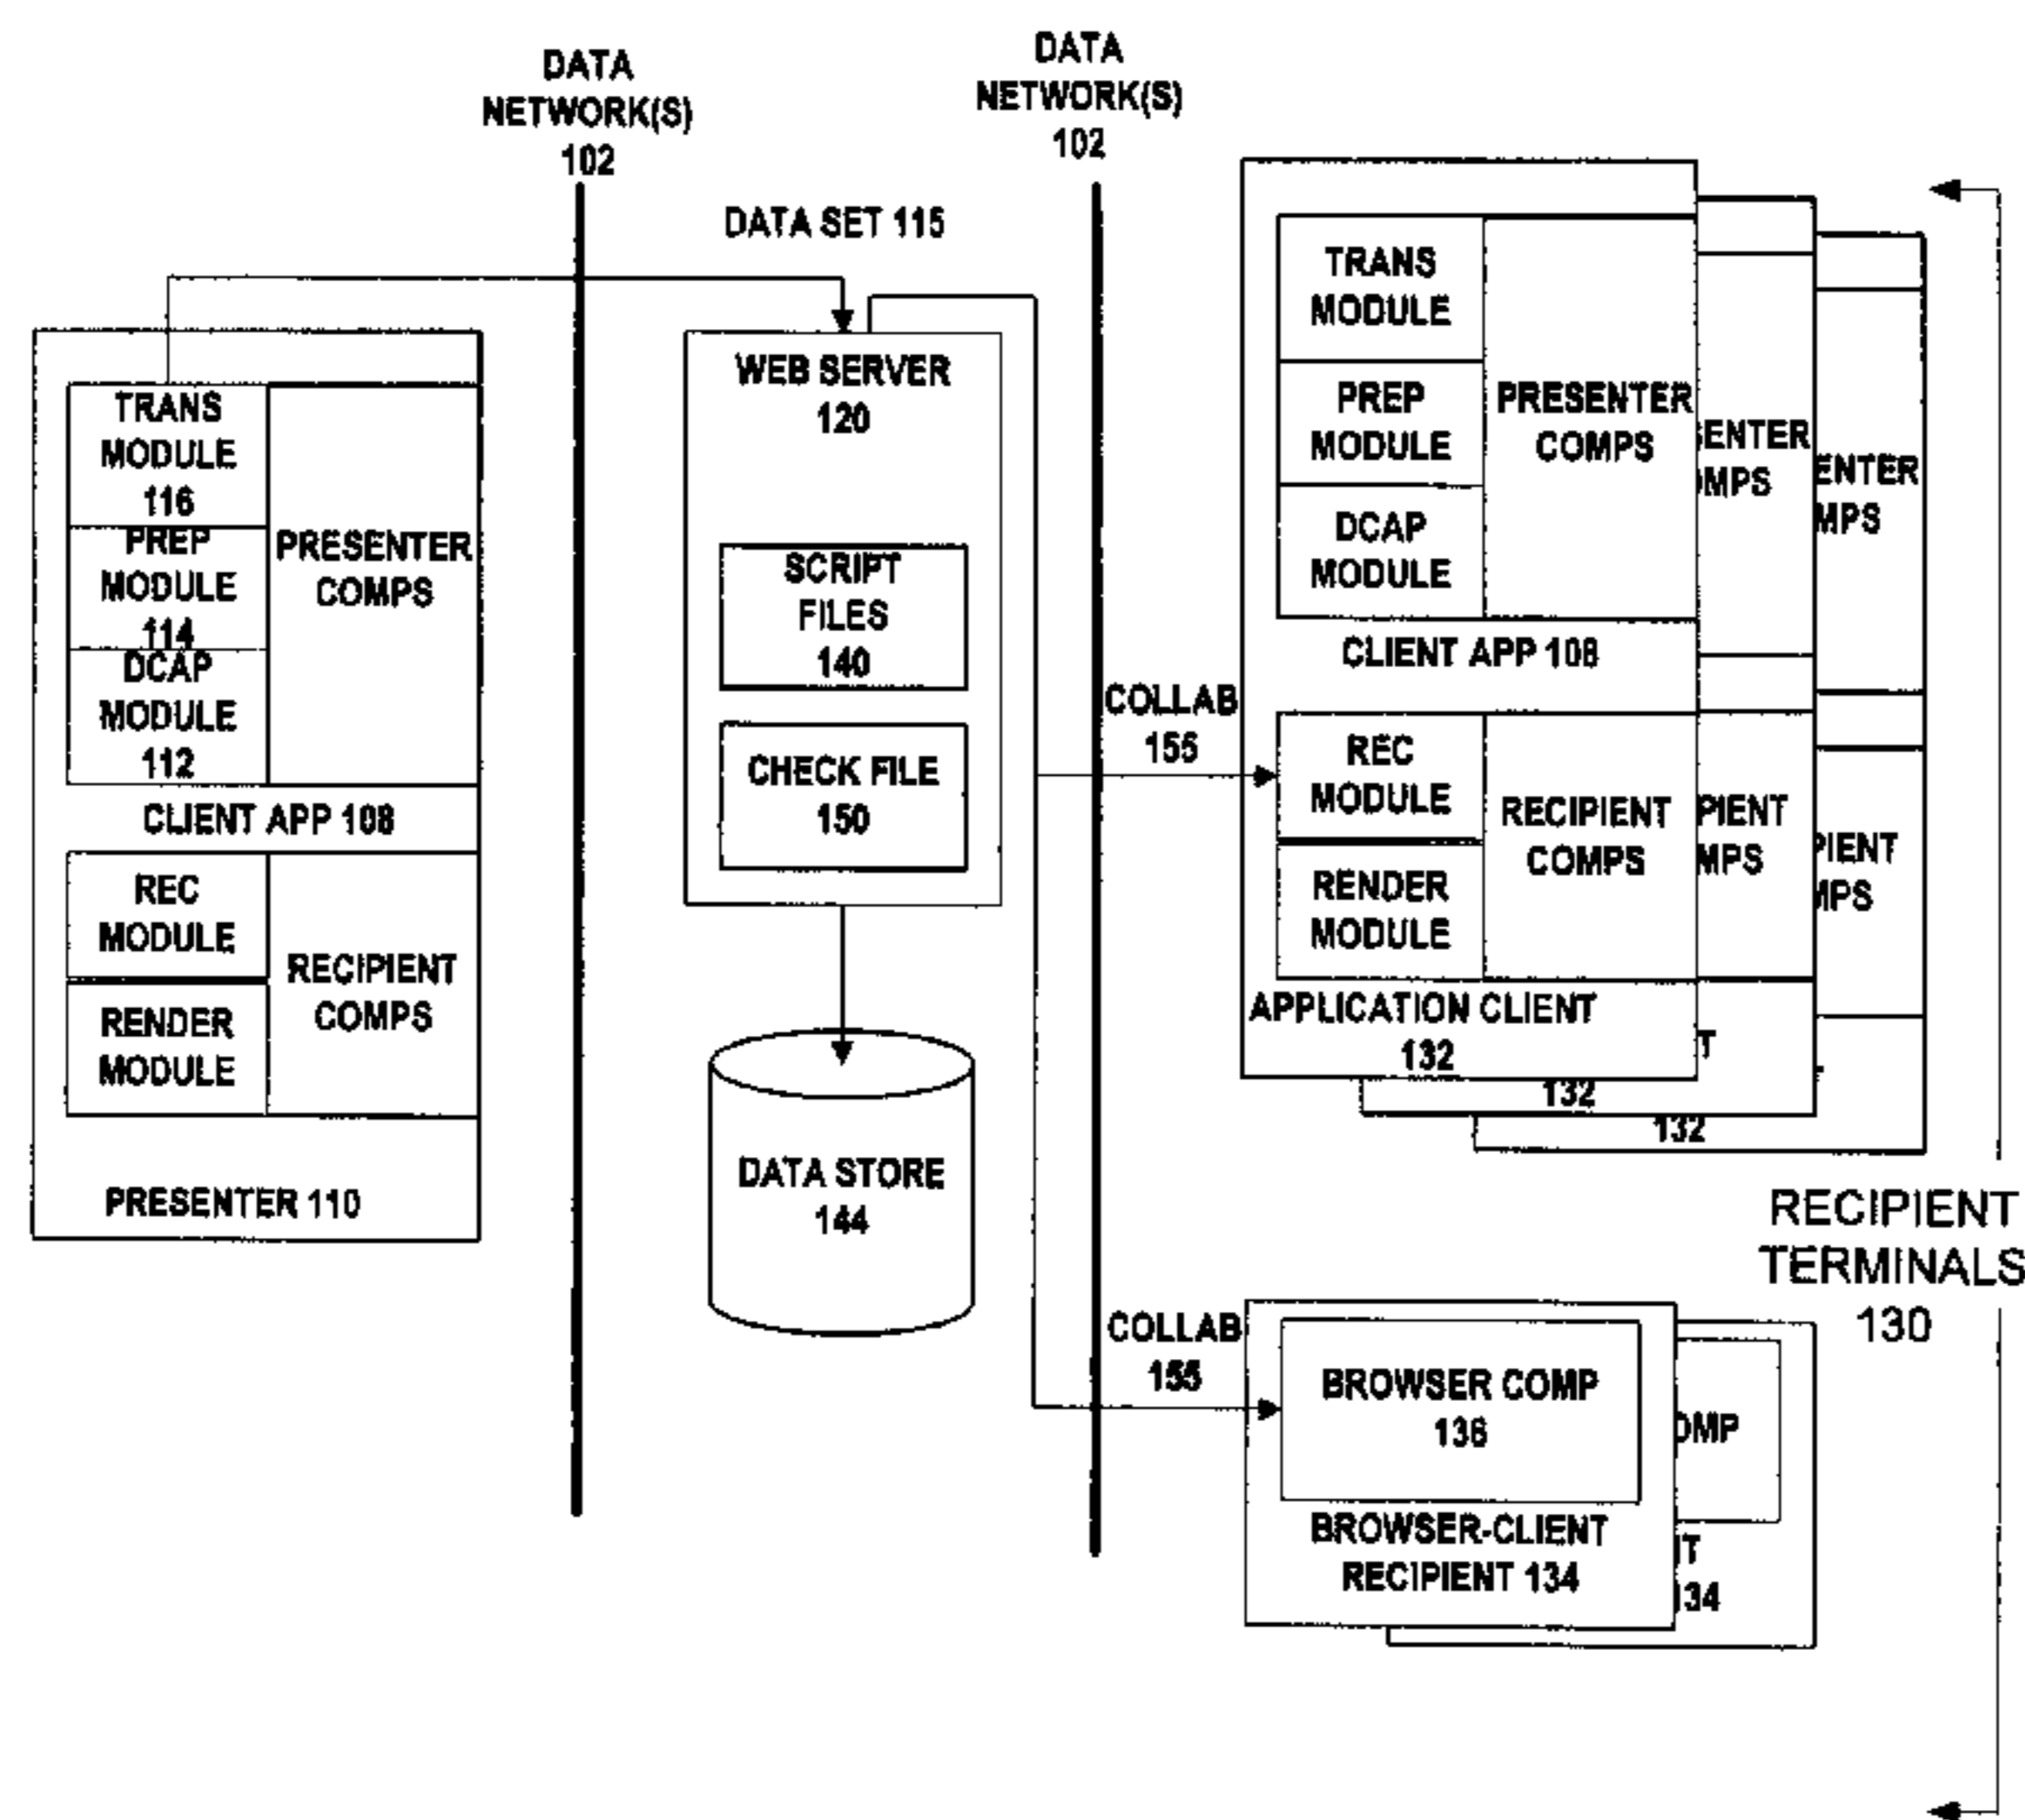 DATA
NETWORK(S)
102
DATA
NETWORK(S)
102
DATA SET 115
TRANS
MODULE
116
PREP
MODULE
114
DCAP
MODULE
112
PRESENTER
COMPS
CLIENT APP 108
REC
MODULE
RENDER
MODULE
RECIPIENT
COMPS
PRESENTER 110
WEB SERVER
120
SCRIPT
FILES
140
CHECK FILE
150
DATA STORE
144
COLLAB
155
TRANS
MODULE
PREP
MODULE
DCAP
MODULE
PRESENTER
COMPS
CLIENT APP 108
REC
MODULE
RENDER
MODULE
RECIPIENT
COMPS
APPLICATION CLIENT
132
ENTER
MPS
PIENT
MPS
T
132
ENTER
MPS
PIENT
MPS
132
RECIPIENT
TERMINALS
130
COLLAB
155
BROWSER COMP
136
BROWSER-CLIENT
RECIPIENT 134
OMP
T
134